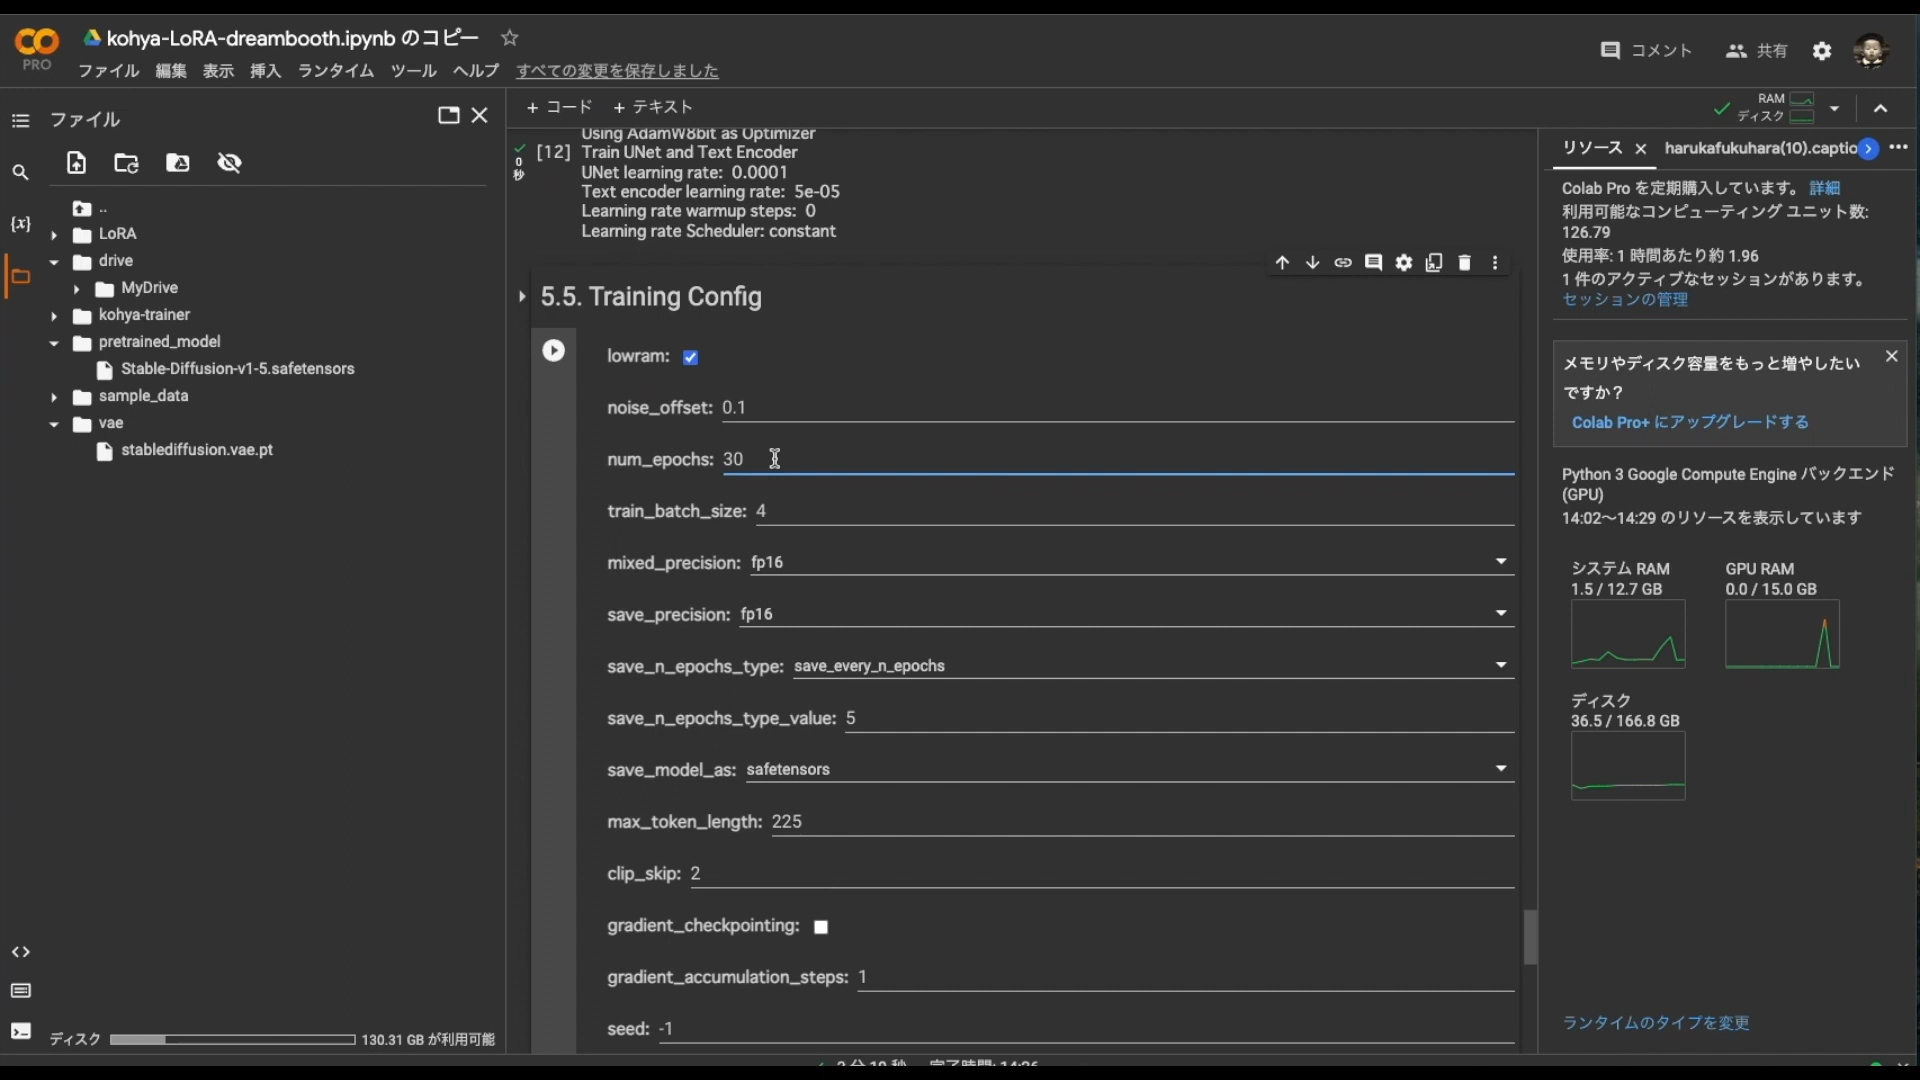 kohya-LoRA-dreambooth.ipynb のコピー
PRO
ファイル 編集 表示 挿入 ランタイム ツール ヘルプ すべての変更を保存しました
コメント 共有
ファイル
..
LoRA
drive
MyDrive
kohya-trainer
pretrained_model
Stable-Diffusion-v1-5.safetensors
sample_data
vae
stablediffusion.vae.pt
ディスク 130.31 GB が利用可能
+ コード + テキスト
RAM
ディスク
Using AdamW8bit as Optimizer
[12] Train UNet and Text Encoder
0
秒
UNet learning rate: 0.0001
Text encoder learning rate: 5e-05
Learning rate warmup steps: 0
Learning rate Scheduler: constant
5.5. Training Config
lowram:
noise_offset: 0.1
num_epochs: 30
train_batch_size: 4
mixed_precision: fp16
save_precision: fp16
save_n_epochs_type: save_every_n_epochs
save_n_epochs_type_value: 5
save_model_as: safetensors
max_token_length: 225
clip_skip: 2
gradient_checkpointing:
gradient_accumulation_steps: 1
seed: -1
リソース harukafukuhara(10).captio
Colab Pro を定期購入しています。 詳細
利用可能なコンピューティング ユニット数:
126.79
使用率: 1 時間あたり約 1.96
1 件のアクティブなセッションがあります。
セッションの管理
メモリやディスク容量をもっと増やしたい
ですか？
Colab Pro+ にアップグレードする
Python 3 Google Compute Engine バックエンド
(GPU)
14:02～14:29 のリソースを表示しています
システム RAM
1.5 / 12.7 GB
GPU RAM
0.0 / 15.0 GB
ディスク
36.5 / 166.8 GB
ランタイムのタイプを変更